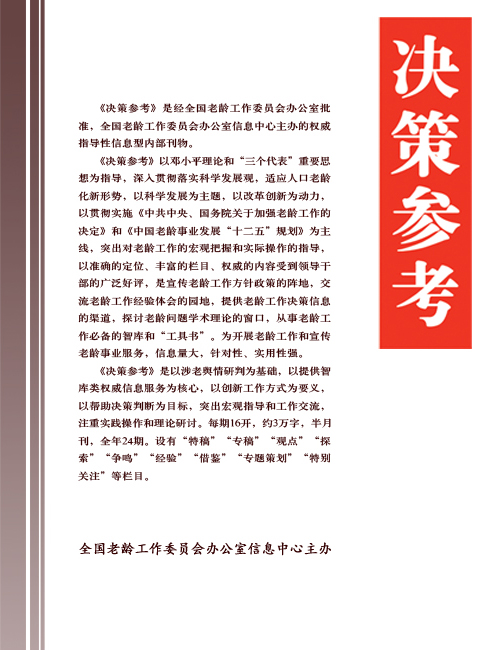 决策参考
《决策参考》是经全国老龄工作委员会办公室批
准，全国老龄工作委员会办公室信息中心主办的权威
指导性信息型内部刊物。
《决策参考》以邓小平理论和“三个代表”重要思
想为指导，深入贯彻落实科学发展观，适应人口老龄
化新形势，以科学发展为主题，以改革创新为动力，
以贯彻实施《中共中央、国务院关于加强老龄工作的
决定》和《中国老龄事业发展“十二五”规划》为主
线，突出对老龄工作的宏观把握和实际操作的指导，
以准确的定位、丰富的栏目、权威的内容受到领导干
部的广泛好评，是宣传老龄工作方针政策的阵地，交
流老龄工作经验体会的园地，提供老龄工作决策信息
的渠道，探讨老龄问题学术理论的窗口，从事老龄工
作必备的智库和“工具书”。为开展老龄工作和宣传
老龄事业服务，信息量大，针对性、实用性强。
《决策参考》是以涉老舆情研判为基础，以提供智
库类权威信息服务为核心，以创新工作方式为要义，
以帮助决策判断为目标，突出宏观指导和工作交流，
注重实践操作和理论研讨。每期16开，约3万字，半月
刊，全年24期。设有“特稿”“专稿”“观点”“探
索”“争鸣”“经验”“借鉴”“专题策划”“特别
关注”等栏目。
全国老龄工作委员会办公室信息中心主办